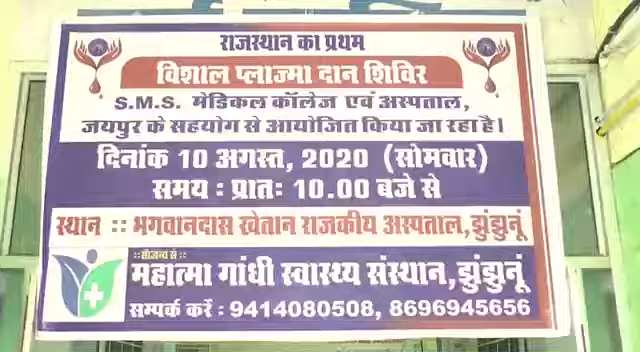 राजस्थान का प्रथम
विशाल प्लाज्मा दान शिविर
S.M.S. मेडिकल कॉलेज एवं अस्पताल,
जयपुर के सहयोग से आयोजित किया जा रहा है।
दिनांक 10 अगस्त, 2020 (सोमवार)
समय : प्रातः 10.00 बजे से
स्थान :: भगवानदास खेतान राजकीय अस्पताल, झुंझुनूं
::सौजन्य से::
महात्मा गांधी स्वास्थ्य संस्थान, झुंझुनूं
सम्पर्क करें : 9414080508, 8696945656